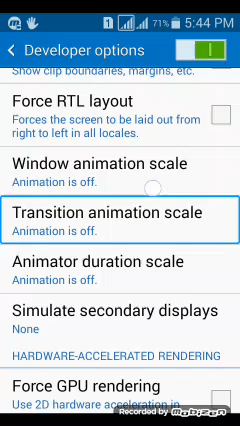 1
71%
5:44 PM
Developer options
Show clip boundaries, margins, etc.
Force RTL layout
Forces the screen to be laid out from
right to left in all locales.
Window animation scale
Animation is off.
Transition animation scale
Animation is off.
Animator duration scale
Animation is off.
Simulate secondary displays
None
HARDWARE-ACCELERATED RENDERING
Force GPU rendering
Use 2D hardware acceleration in
Recorded by mobizen